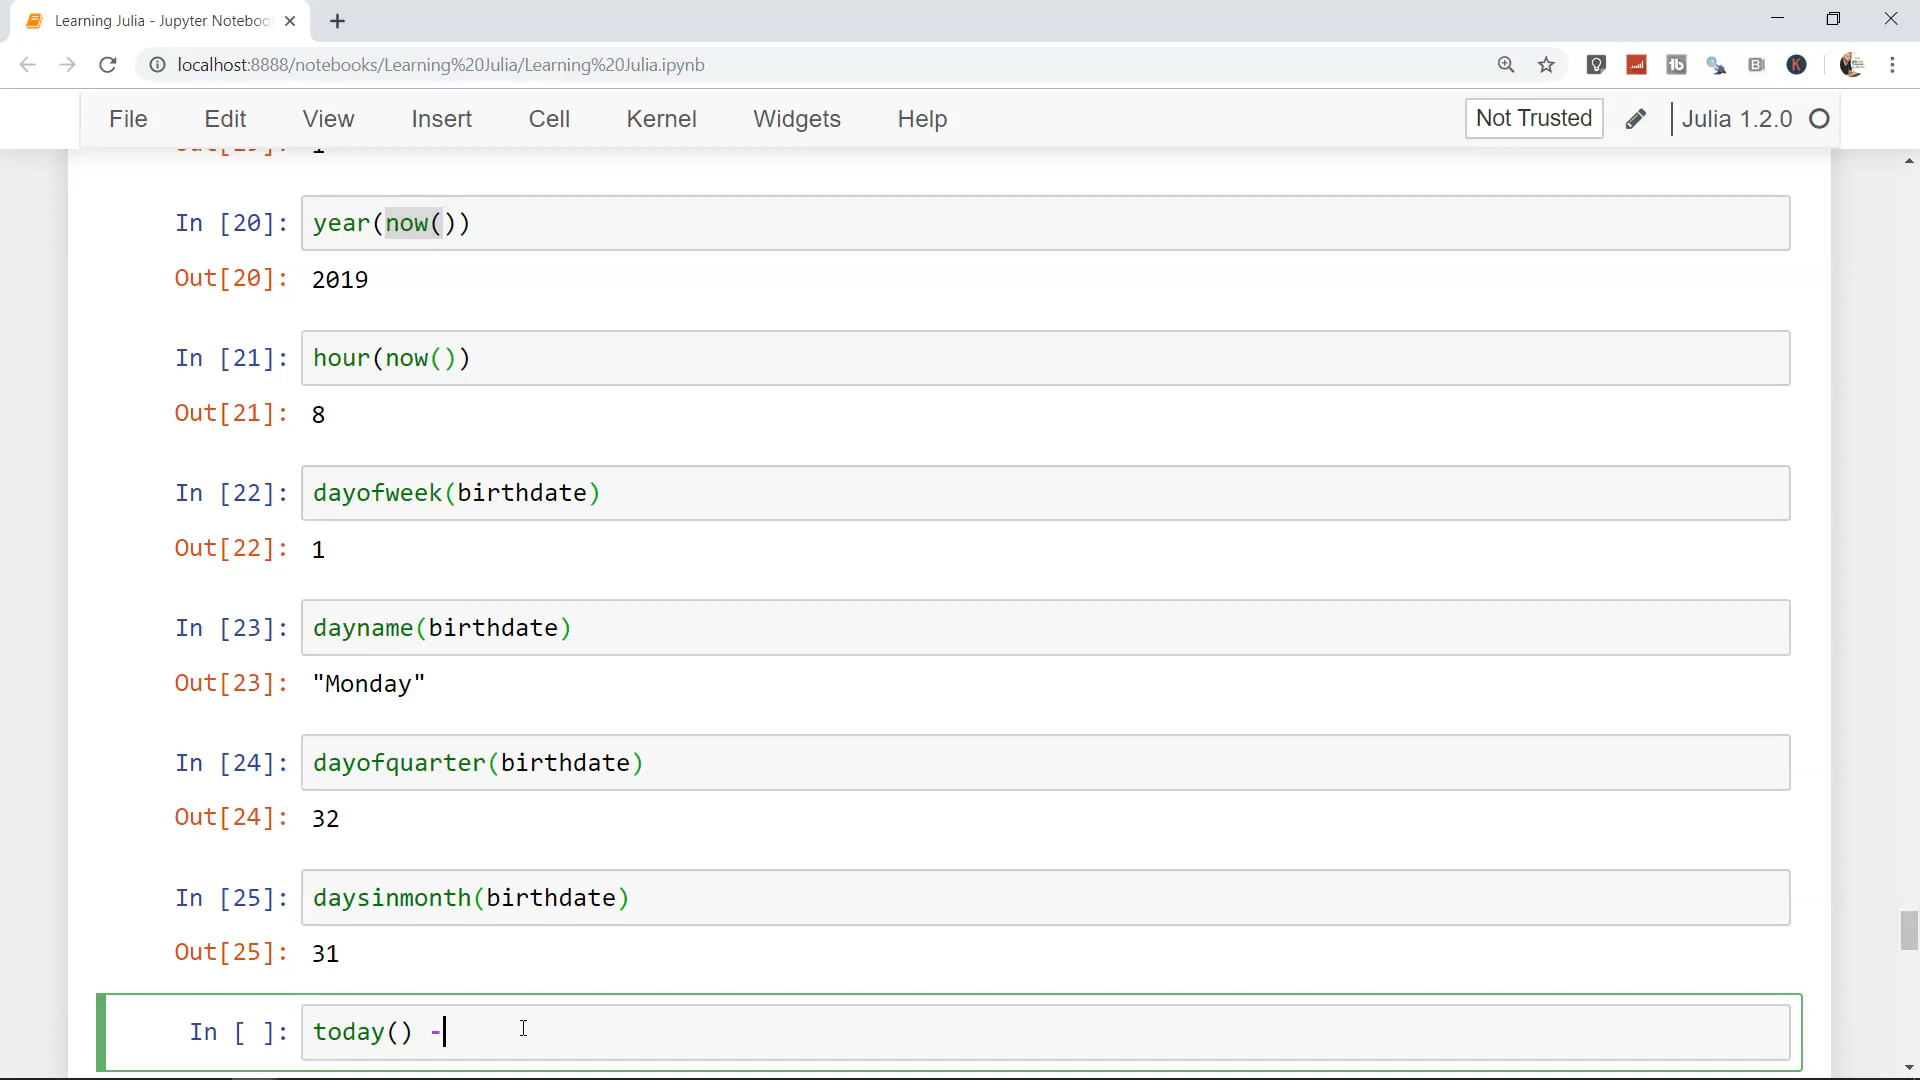 Learning Julia - Jupyter Noteboo
localhost:8888/notebooks/Learning%20Julia/Learning%20Julia.ipynb
File Edit View Insert Cell Kernel Widgets Help Not Trusted Julia 1.2.0
Out[19]: 1
In [20]: year(now())
Out[20]: 2019
In [21]: hour(now())
Out[21]: 8
In [22]: dayofweek(birthdate)
Out[22]: 1
In [23]: dayname(birthdate)
Out[23]: "Monday"
In [24]: dayofquarter(birthdate)
Out[24]: 32
In [25]: daysinmonth(birthdate)
Out[25]: 31
In [ ]: today() -